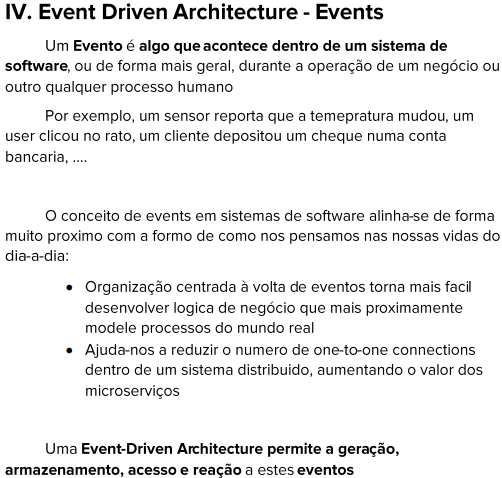 IV. Event Driven Architecture - Events
Um Evento é algo que acontece dentro de um sistema de
software, ou de forma mais geral, durante a operação de um negócio ou
outro qualquer processo humano
Por exemplo, um sensor reporta que a temepratura mudou, um
user clicou no rato, um cliente depositou um cheque numa conta
bancaria, ....
O conceito de events em sistemas de software alinha-se de forma
muito proximo com a formo de como nos pensamos nas nossas vidas do
dia-a-dia:
• Organização centrada à volta de eventos torna mais facil
desenvolver logica de negócio que mais proximamente
modele processos do mundo real
• Ajuda-nos a reduzir o numero de one-to-one connections
dentro de um sistema distribuido, aumentando o valor dos
microserviços
Uma Event-Driven Architecture permite a geração,
armazenamento, acesso e reação a estes eventos